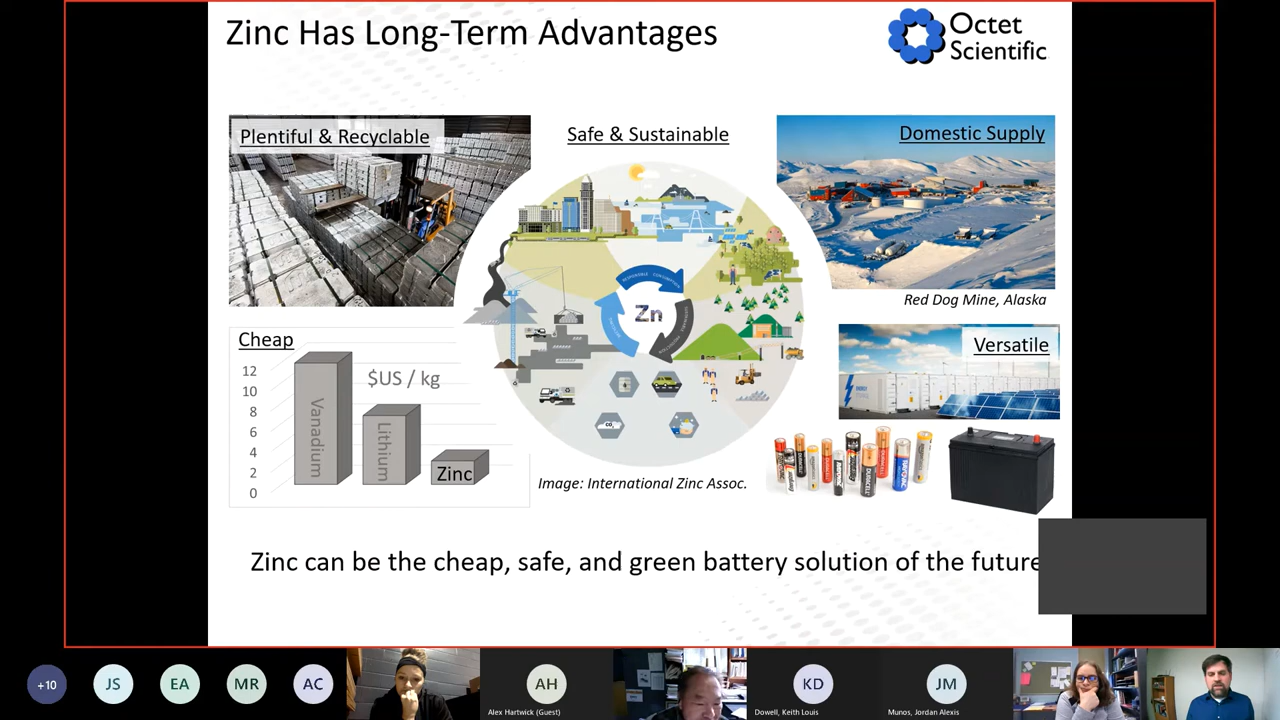 Zinc Has Long-Term Advantages
Octet
Scientific
Plentiful & Recyclable
Safe & Sustainable
Domestic Supply
Red Dog Mine, Alaska
Zn
Cheap
$US / kg
12
10
8
6
4
2
0
Vanadium
Lithium
Zinc
Versatile
Image: International Zinc Assoc.
Zinc can be the cheap, safe, and green battery solution of the future
+10
JS
EA
MR
AC
AH
Alex Hartwick (Guest)
KD
Dowell, Keith Louis
JM
Munos, Jordan Alexis